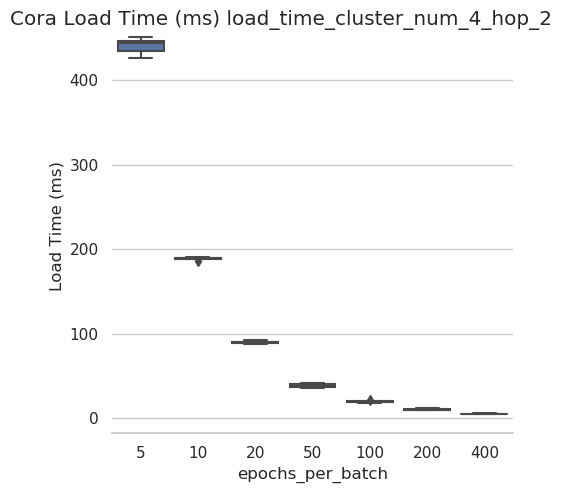 Cora Load Time (ms) load_time_cluster_num_4_hop_2
400
300
200
100
0
Load Time (ms)
5 10 20 50 100 200 400
epochs_per_batch